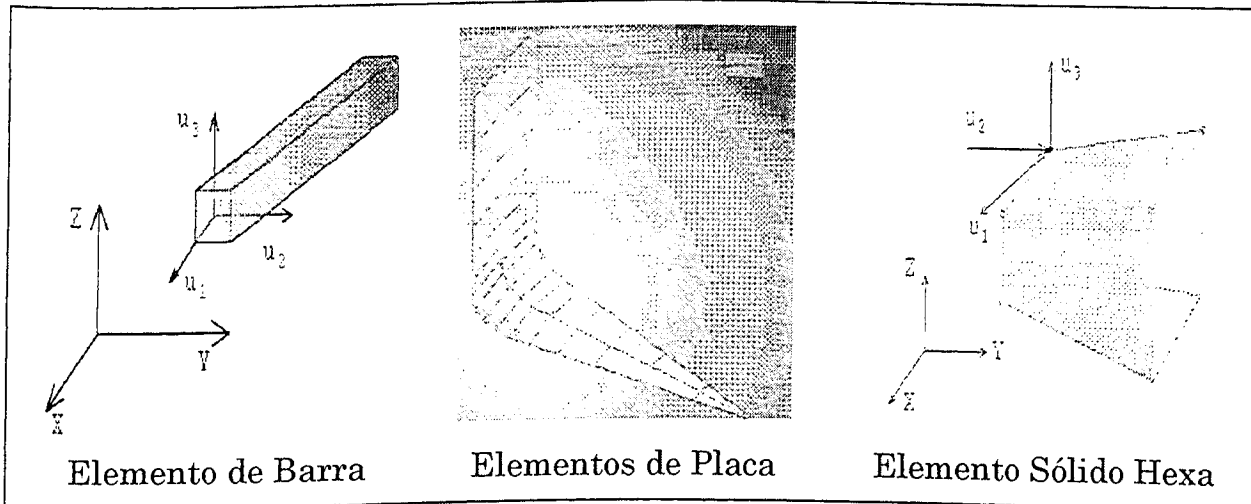 u₃
u₂
u₁
Z
Y
X
Elemento de Barra
Elementos de Placa
u₃
u₂
u₁
Z
Y
X
Elemento Sólido Hexa